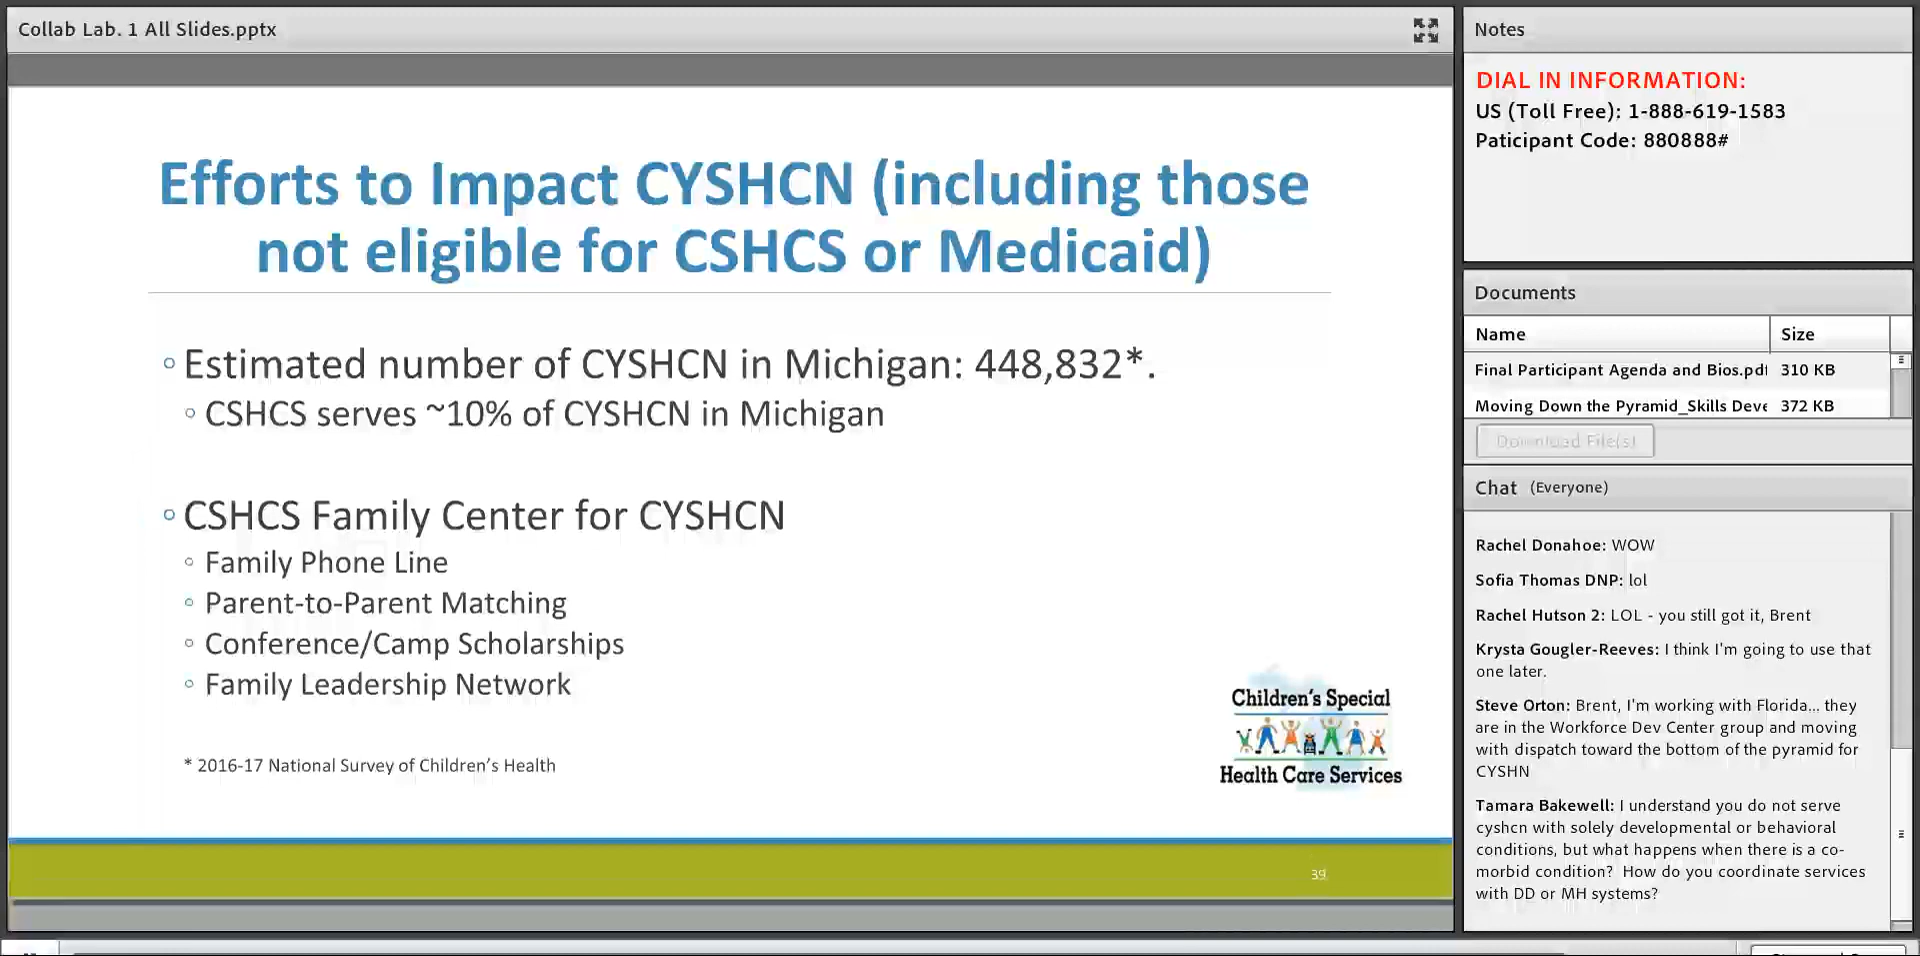 Collab Lab. 1 All Slides.pptx
Efforts to Impact CYSHCN (including those
not eligible for CSHCS or Medicaid)
Estimated number of CYSHCN in Michigan: 448,832*.
CSHCS serves ~10% of CYSHCN in Michigan
CSHCS Family Center for CYSHCN
Family Phone Line
Parent-to-Parent Matching
Conference/Camp Scholarships
Family Leadership Network
* 2016-17 National Survey of Children's Health
Children's Special
Health Care Services
39
Notes
DIAL IN INFORMATION:
US (Toll Free): 1-888-619-1583
Paticipant Code: 880888#
Documents
Name Size
Final Participant Agenda and Bios.pdf 310 KB
Moving Down the Pyramid_Skills Deve 372 KB
Download File(s)
Chat (Everyone)
Rachel Donahoe: WOW
Sofia Thomas DNP: lol
Rachel Hutson 2: LOL - you still got it, Brent
Krysta Gougler-Reeves: I think I'm going to use that
one later.
Steve Orton: Brent, I'm working with Florida... they
are in the Workforce Dev Center group and moving
with dispatch toward the bottom of the pyramid for
CYSHN
Tamara Bakewell: I understand you do not serve
cyshcn with solely developmental or behavioral
conditions, but what happens when there is a co-
morbid condition? How do you coordinate services
with DD or MH systems?